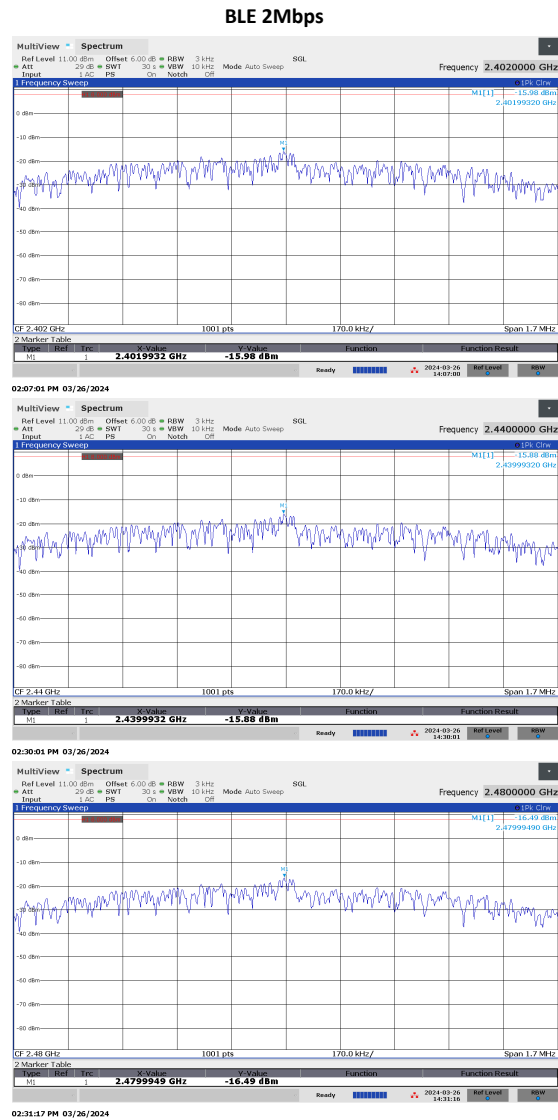 BLE 2Mbps
MultiView Spectrum
Ref Level 11.00 dBm Offset 6.00 dB RBW 3 kHz SGL
Att 29 dB SWT 30 s VBW 10 kHz Mode Auto Sweep Frequency 2.4020000 GHz
Input 1 AC PS On Notch Off
1 Frequency Sweep 1Pk Clrw
M1[1] -15.98 dBm
2.40199320 GHz
0 dBm
-10 dBm
M1
-20 dBm
-30 dBm
-40 dBm
-50 dBm
-60 dBm
-70 dBm
-80 dBm
CF 2.402 GHz 1001 pts 170.0 kHz/ Span 1.7 MHz
2 Marker Table
Type Ref Trc X-Value Y-Value Function Function Result
M1 1 2.4019932 GHz -15.98 dBm
Ready 2024-03-26 Ref Level RBW
14:07:00
02:07:01 PM 03/26/2024
MultiView Spectrum
Ref Level 11.00 dBm Offset 6.00 dB RBW 3 kHz SGL
Att 29 dB SWT 30 s VBW 10 kHz Mode Auto Sweep Frequency 2.4400000 GHz
Input 1 AC PS On Notch Off
1 Frequency Sweep 1Pk Clrw
M1[1] -15.88 dBm
2.43999320 GHz
0 dBm
-10 dBm
M1
-20 dBm
-30 dBm
-40 dBm
-50 dBm
-60 dBm
-70 dBm
-80 dBm
CF 2.44 GHz 1001 pts 170.0 kHz/ Span 1.7 MHz
2 Marker Table
Type Ref Trc X-Value Y-Value Function Function Result
M1 1 2.4399932 GHz -15.88 dBm
Ready 2024-03-26 Ref Level RBW
14:30:01
02:30:01 PM 03/26/2024
MultiView Spectrum
Ref Level 11.00 dBm Offset 6.00 dB RBW 3 kHz SGL
Att 29 dB SWT 30 s VBW 10 kHz Mode Auto Sweep Frequency 2.4800000 GHz
Input 1 AC PS On Notch Off
1 Frequency Sweep 1Pk Clrw
M1[1] -16.49 dBm
2.47999490 GHz
0 dBm
-10 dBm
M1
-20 dBm
-30 dBm
-40 dBm
-50 dBm
-60 dBm
-70 dBm
-80 dBm
CF 2.48 GHz 1001 pts 170.0 kHz/ Span 1.7 MHz
2 Marker Table
Type Ref Trc X-Value Y-Value Function Function Result
M1 1 2.4799949 GHz -16.49 dBm
Ready 2024-03-26 Ref Level RBW
14:31:16
02:31:17 PM 03/26/2024